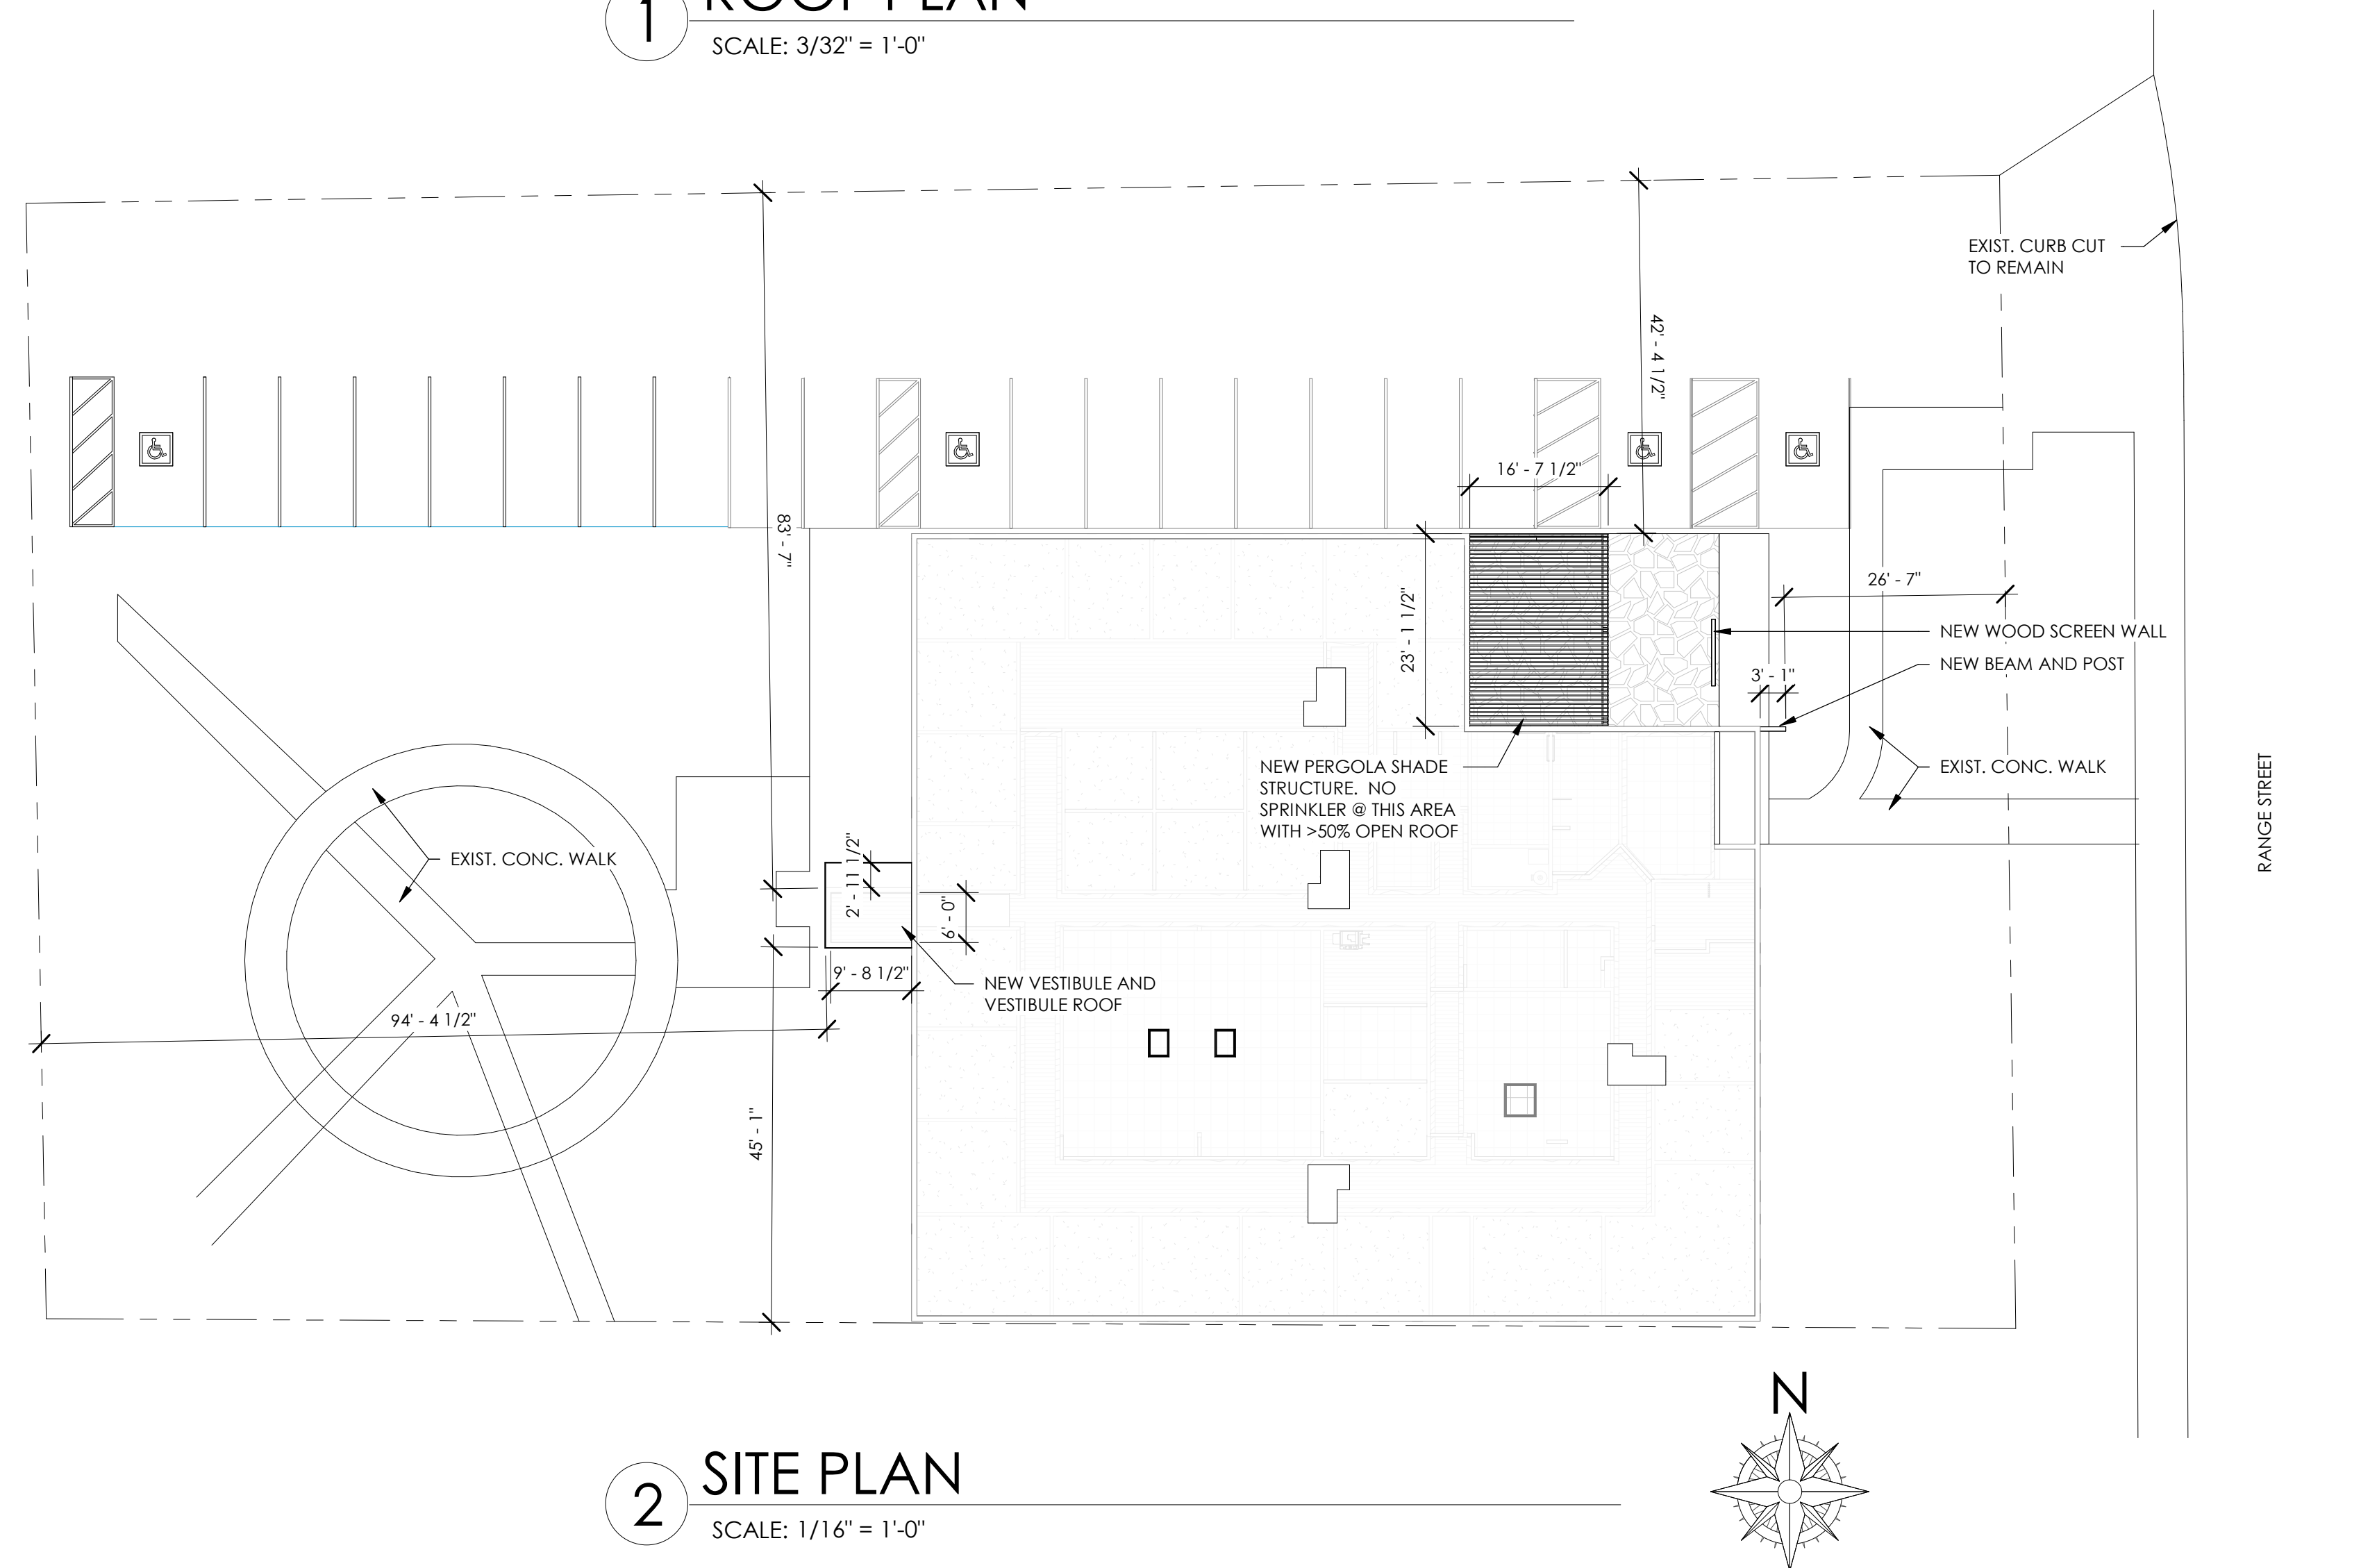 1
ROOF PLAN
SCALE: 3/32" = 1'-0"
EXIST. CURB CUT
TO REMAIN
42' - 4 1/2"
83' - 7"
16' - 7 1/2"
23' - 1 1/2"
26' - 7"
NEW WOOD SCREEN WALL
NEW BEAM AND POST
3' - 1"
EXIST. CONC. WALK
RANGE STREET
NEW PERGOLA SHADE
STRUCTURE. NO
SPRINKLER @ THIS AREA
WITH >50% OPEN ROOF
EXIST. CONC. WALK
2' - 11 1/2"
6' - 0"
9' - 8 1/2"
NEW VESTIBULE AND
VESTIBULE ROOF
94' - 4 1/2"
45' - 1"
N
2
SITE PLAN
SCALE: 1/16" = 1'-0"